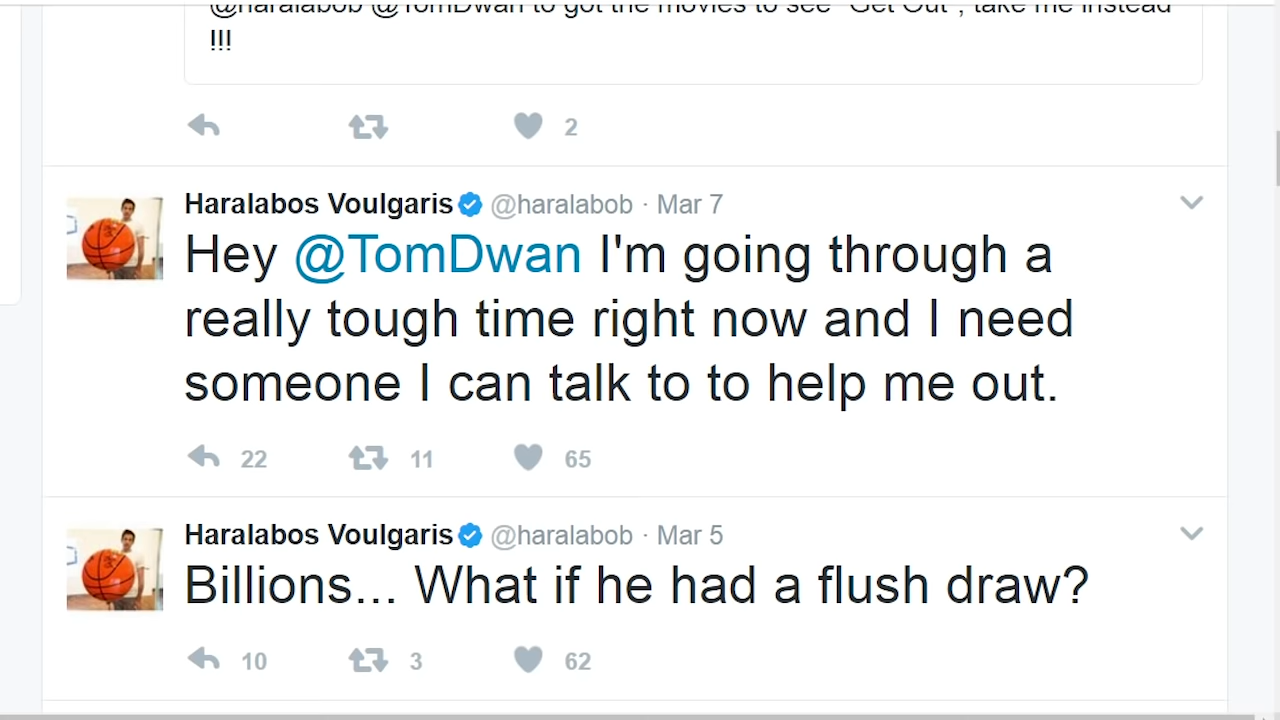 @haralabob @TomDwan to got the movies to see "Get Out", take me instead
!!!
2
Haralabos Voulgaris @haralabob · Mar 7
Hey @TomDwan I'm going through a
really tough time right now and I need
someone I can talk to to help me out.
22 11 65
Haralabos Voulgaris @haralabob · Mar 5
Billions... What if he had a flush draw?
10 3 62